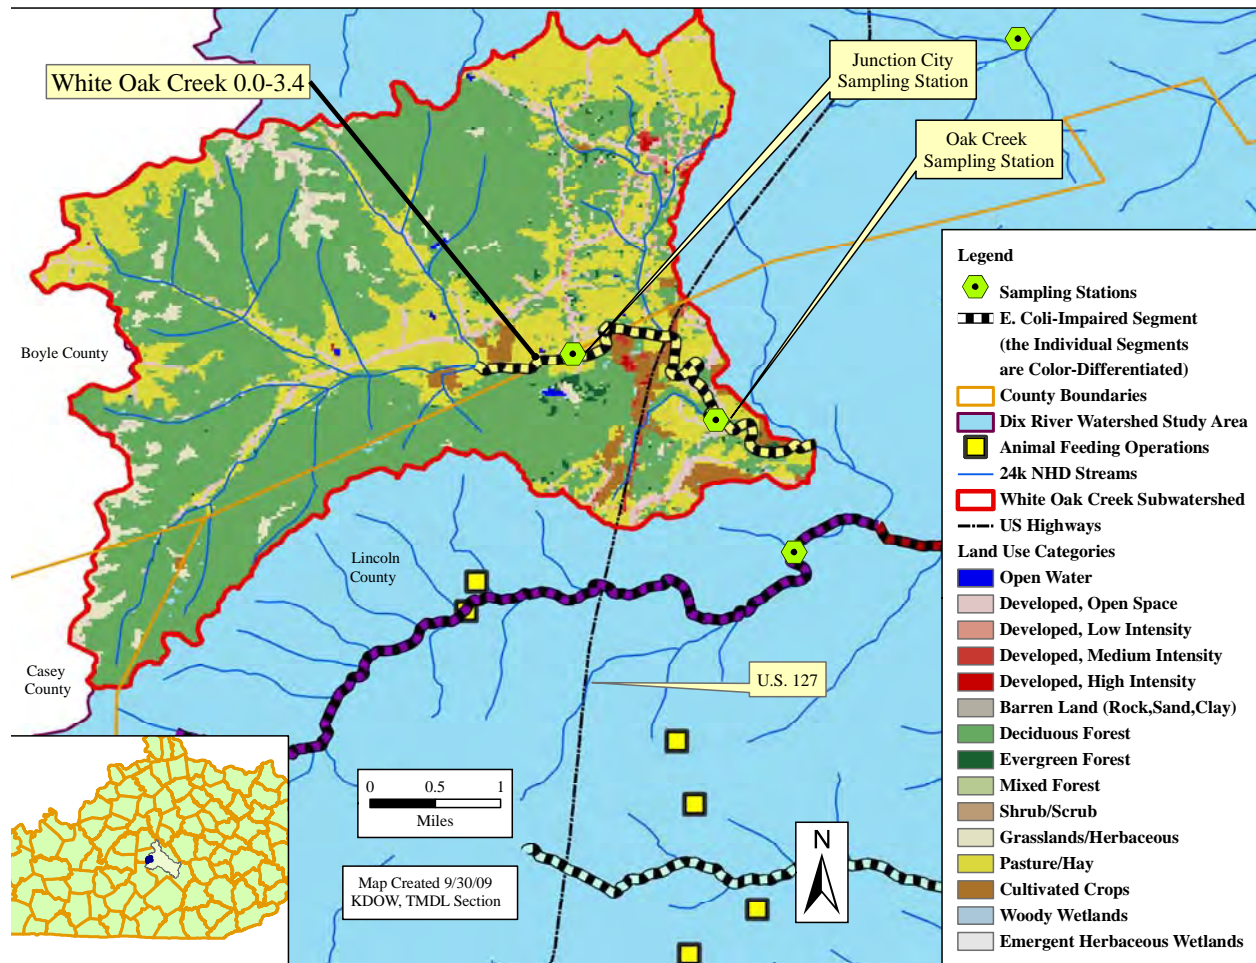 White Oak Creek 0.0-3.4
Junction City
Sampling Station
Oak Creek
Sampling Station
Boyle County
Lincoln
County
Casey
County
U.S. 127
0 0.5 1
Miles
Map Created 9/30/09
KDOW, TMDL Section
N
Legend
Sampling Stations
E. Coli-Impaired Segment
(the Individual Segments
are Color-Differentiated)
County Boundaries
Dix River Watershed Study Area
Animal Feeding Operations
24k NHD Streams
White Oak Creek Subwatershed
US Highways
Land Use Categories
Open Water
Developed, Open Space
Developed, Low Intensity
Developed, Medium Intensity
Developed, High Intensity
Barren Land (Rock,Sand,Clay)
Deciduous Forest
Evergreen Forest
Mixed Forest
Shrub/Scrub
Grasslands/Herbaceous
Pasture/Hay
Cultivated Crops
Woody Wetlands
Emergent Herbaceous Wetlands